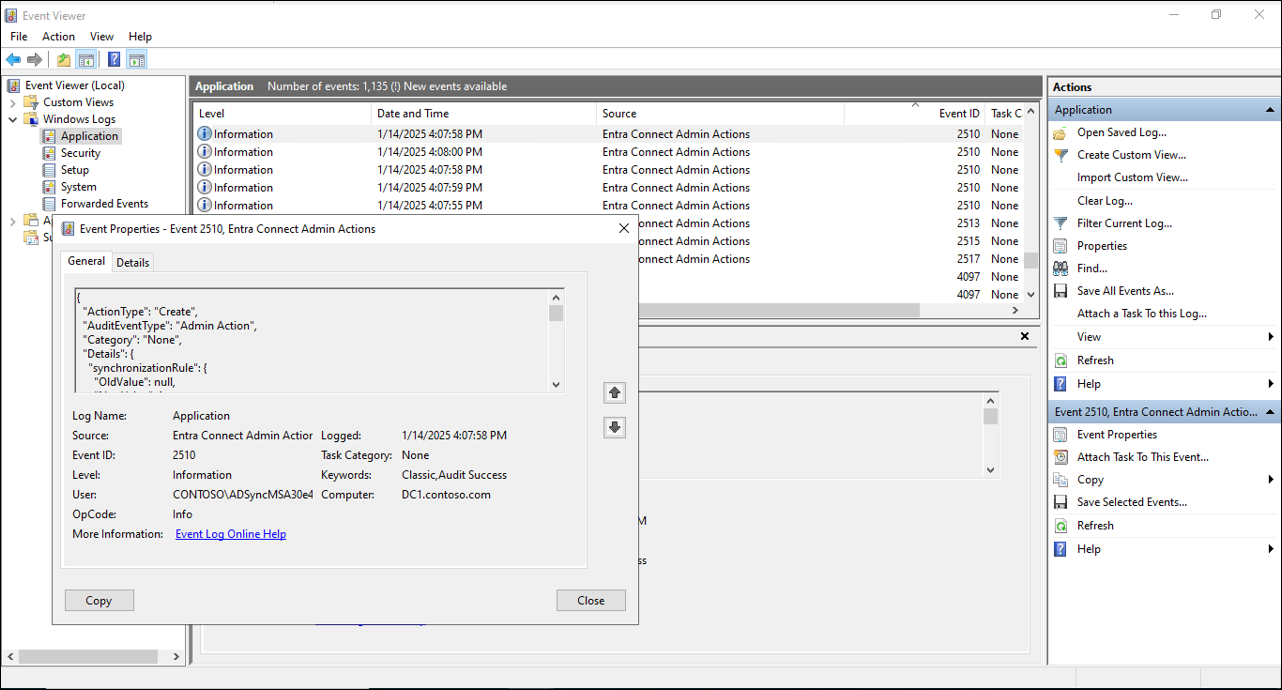 Event Viewer
File Action View Help
Event Viewer (Local)
Custom Views
Windows Logs
Application
Security
Setup
System
Forwarded Events
A
Su
Application Number of events: 1,135 (!) New events available
Level Date and Time Source Event ID Task C
Information 1/14/2025 4:07:58 PM Entra Connect Admin Actions 2510 None
Information 1/14/2025 4:08:00 PM Entra Connect Admin Actions 2510 None
Information 1/14/2025 4:07:58 PM Entra Connect Admin Actions 2510 None
Information 1/14/2025 4:07:59 PM Entra Connect Admin Actions 2510 None
Information 1/14/2025 4:07:55 PM Entra Connect Admin Actions 2510 None
nnect Admin Actions 2513 None
nnect Admin Actions 2515 None
nnect Admin Actions 2517 None
4097 None
4097 None
Event Properties - Event 2510, Entra Connect Admin Actions
General Details
{
"ActionType": "Create",
"AuditEventType": "Admin Action",
"Category": "None",
"Details": {
"synchronizationRule": {
"OldValue": null,
Log Name: Application
Source: Entra Connect Admin Action Logged: 1/14/2025 4:07:58 PM
Event ID: 2510 Task Category: None
Level: Information Keywords: Classic,Audit Success
User: CONTOSO\ADSyncMSA30e4 Computer: DC1.contoso.com
OpCode: Info
More Information: Event Log Online Help
Copy Close
M
ss
Actions
Application
Open Saved Log...
Create Custom View...
Import Custom View...
Clear Log...
Filter Current Log...
Properties
Find...
Save All Events As...
Attach a Task To this Log...
View
Refresh
Help
Event 2510, Entra Connect Admin Actio...
Event Properties
Attach Task To This Event...
Copy
Save Selected Events...
Refresh
Help